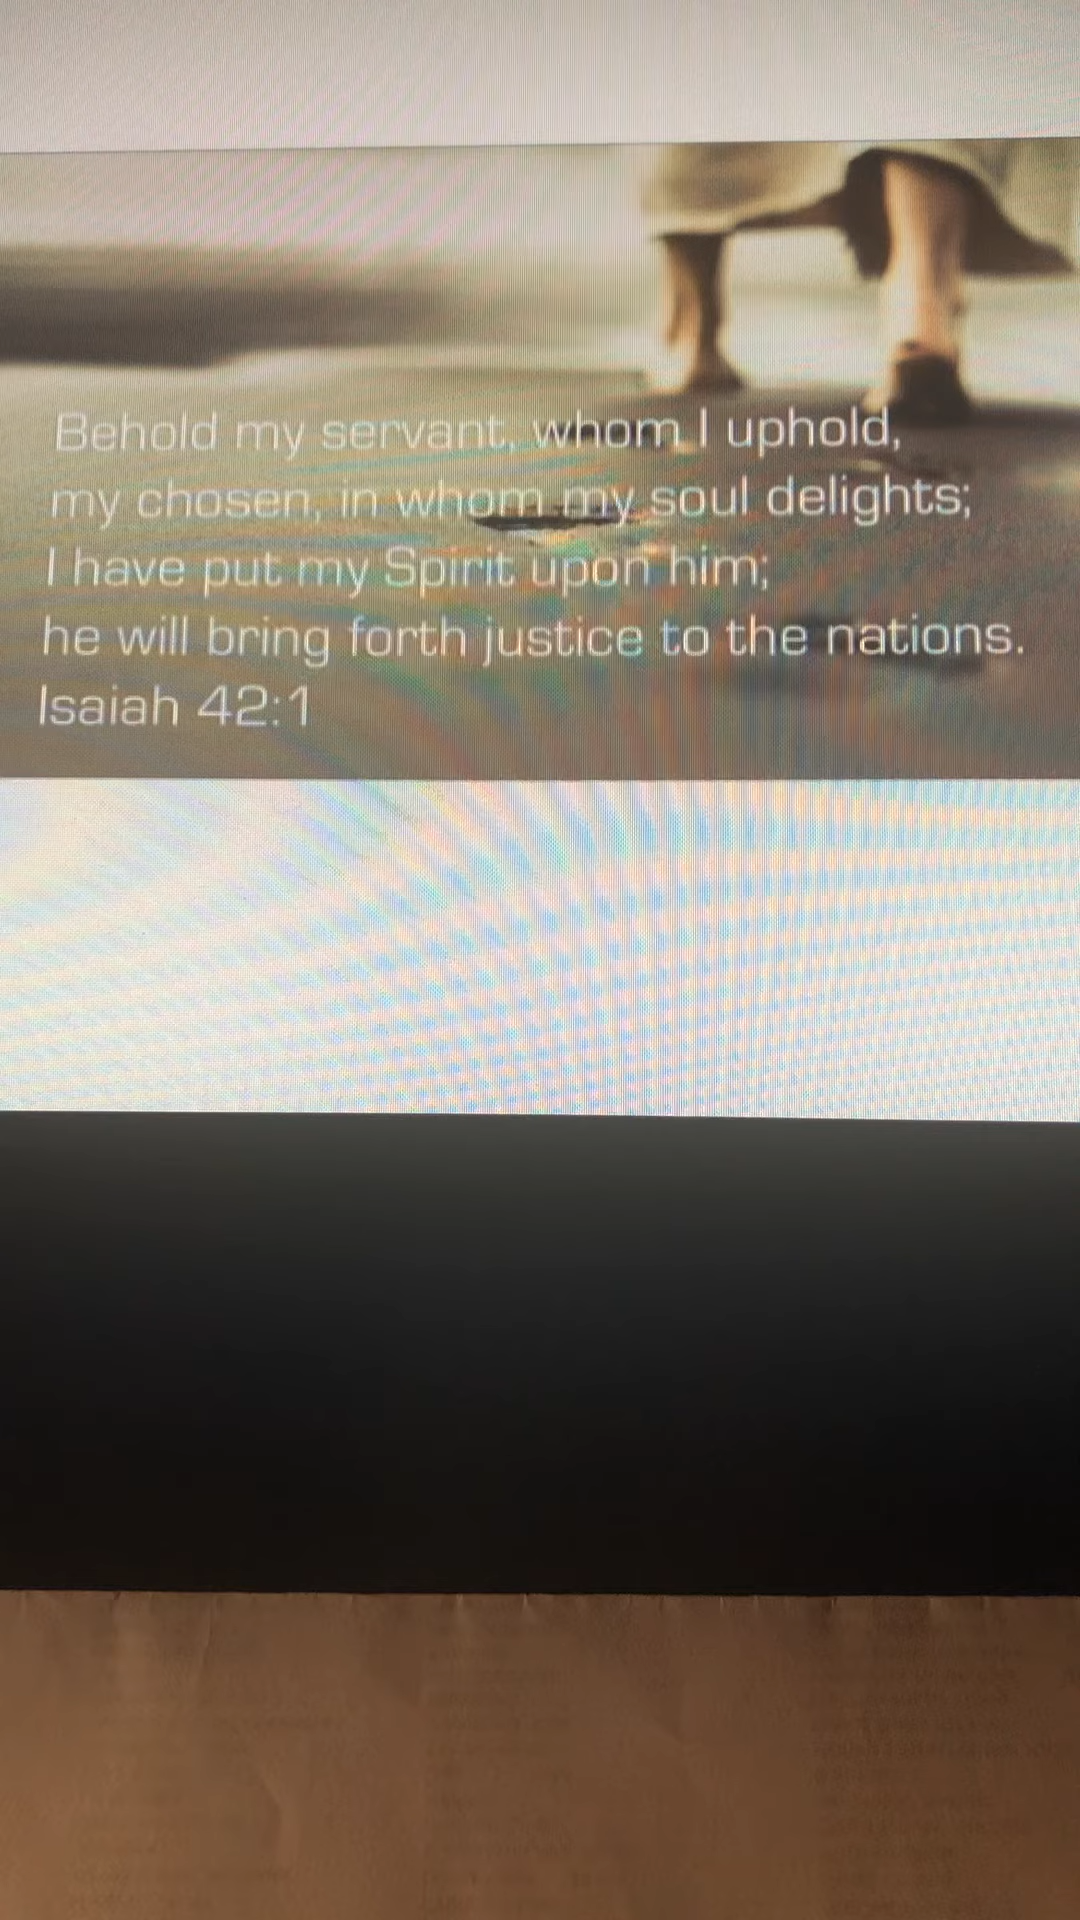 Behold my servant, whom I uphold,
my chosen, in whom my soul delights;
I have put my Spirit upon him;
he will bring forth justice to the nations.
Isaiah 42:1